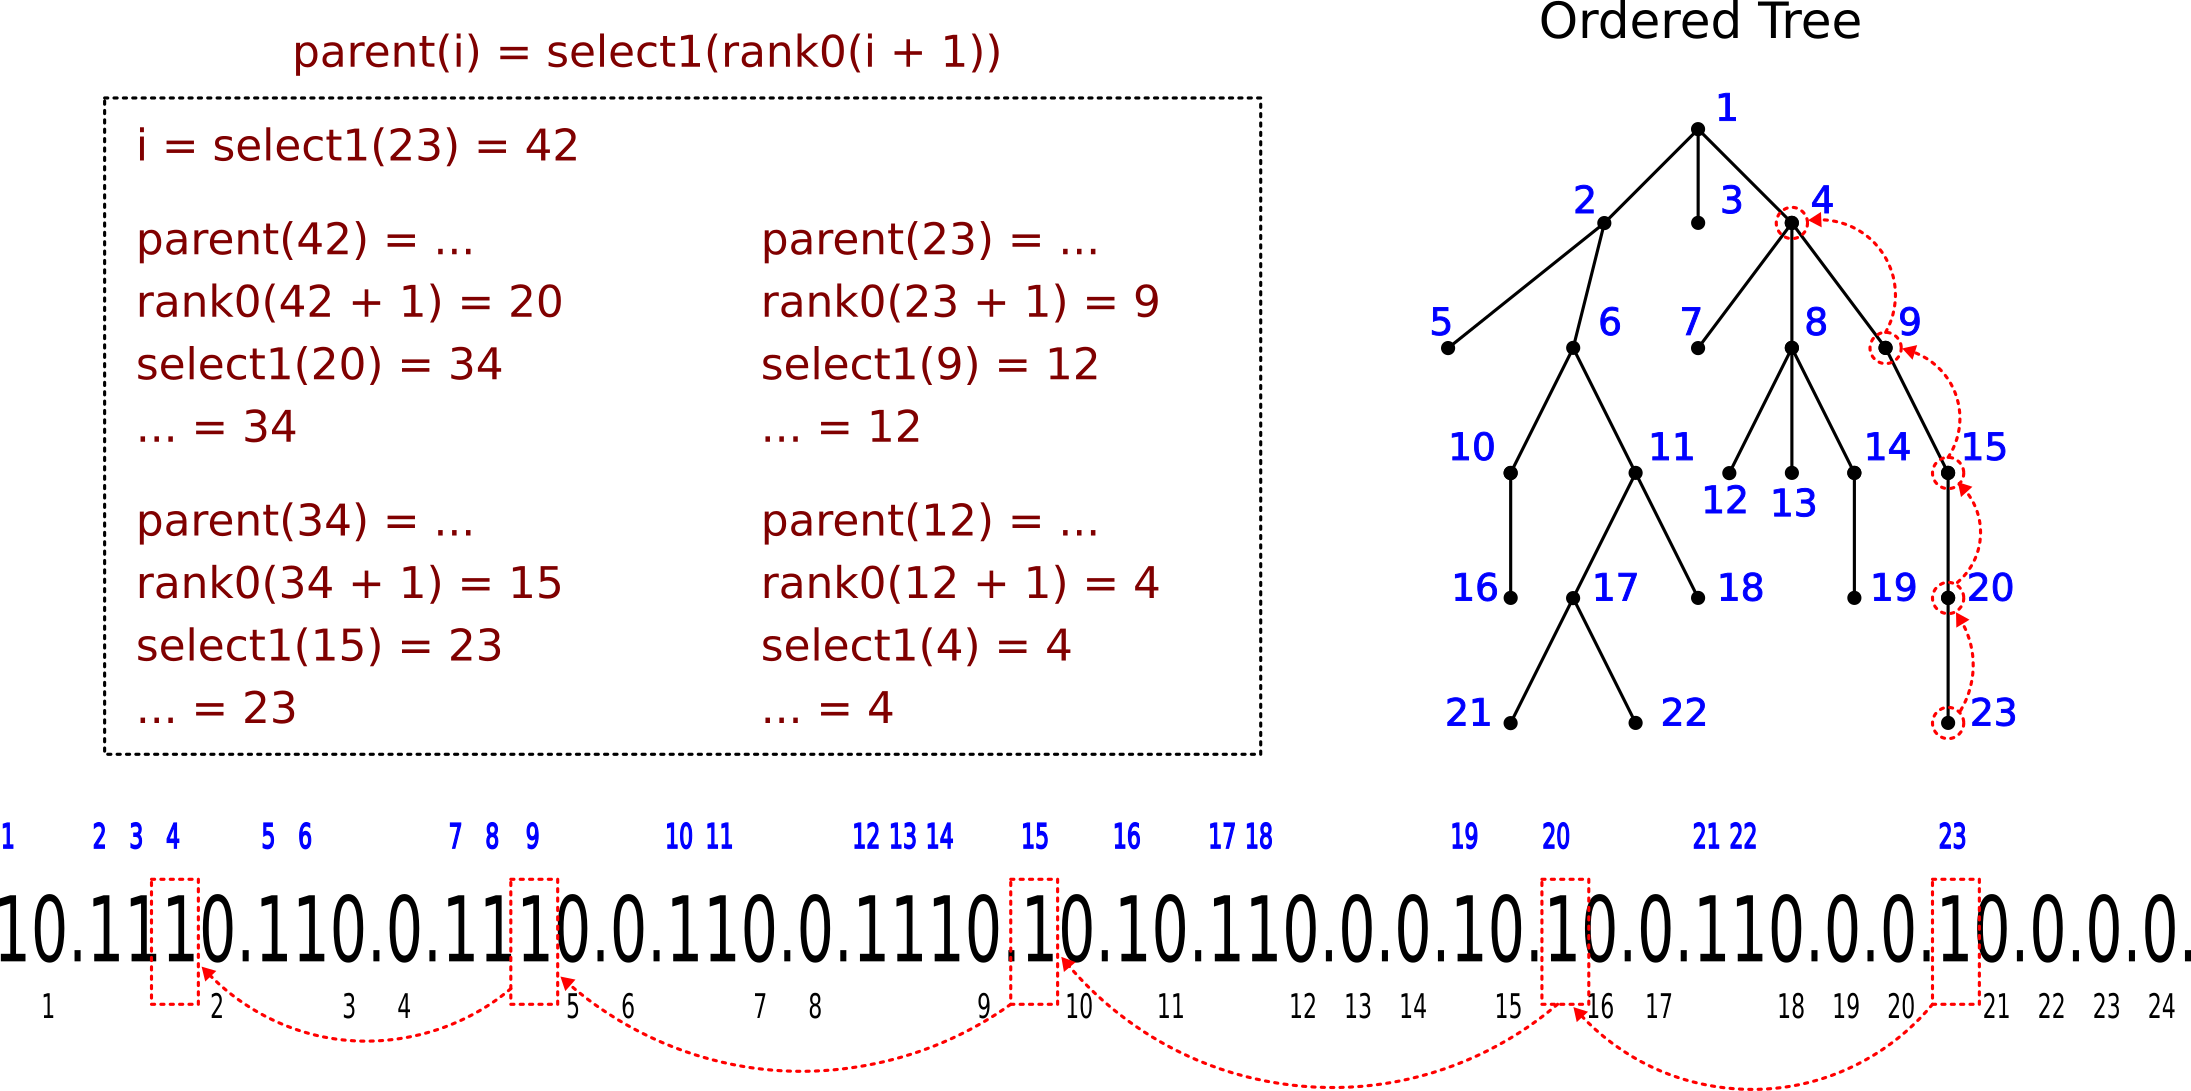 parent(i) = select1(rank0(i + 1))
i = select1(23) = 42
parent(42) = ...
rank0(42 + 1) = 20
select1(20) = 34
... = 34
parent(34) = ...
rank0(34 + 1) = 15
select1(15) = 23
... = 23
parent(23) = ...
rank0(23 + 1) = 9
select1(9) = 12
... = 12
parent(12) = ...
rank0(12 + 1) = 4
select1(4) = 4
... = 4
Ordered Tree
1
2 3 4
5 6 7 8 9
10 11 14 15
12 13
16 17 18 19 20
21 22 23
1 2 3 4 5 6 7 8 9 10 11 12 13 14 15 16 17 18 19 20 21 22 23
10.1110.110.0.1110.0.110.0.1110.10.10.110.0.0.10.10.0.110.0.0.10.0.0.0.
1 2 3 4 5 6 7 8 9 10 11 12 13 14 15 16 17 18 19 20 21 22 23 24